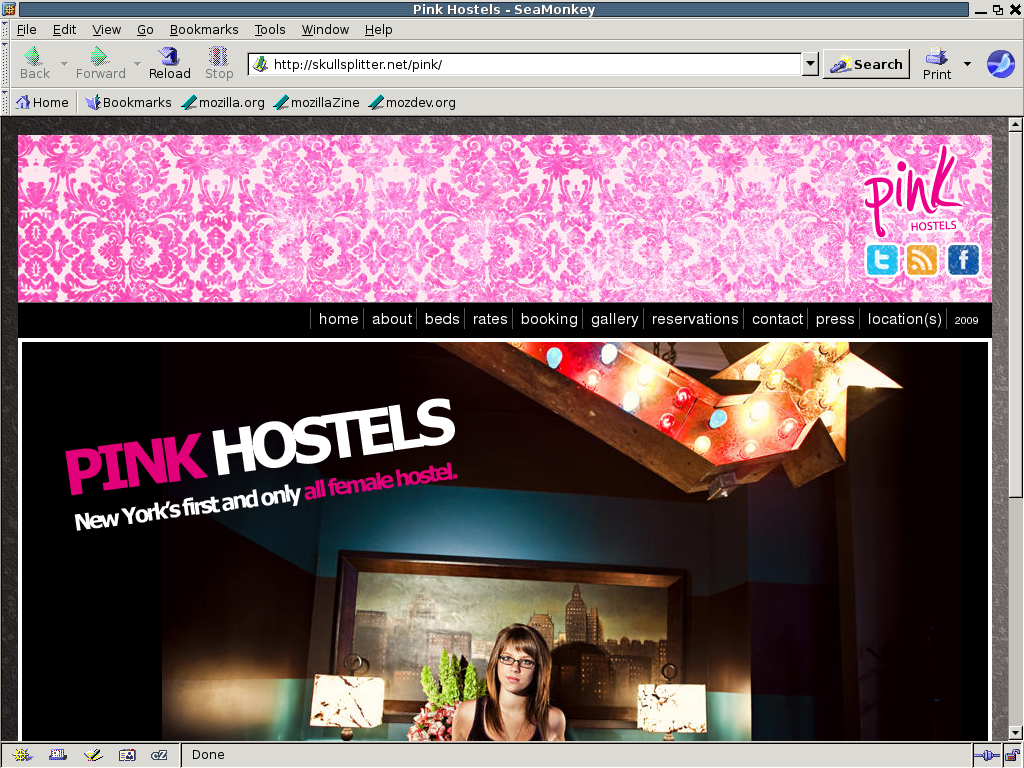 Pink Hostels - SeaMonkey
File Edit View Go Bookmarks Tools Window Help
Back Forward Reload Stop http://skullsplitter.net/pink/ Search Print
Home Bookmarks mozilla.org mozillaZine mozdev.org
pink
HOSTELS
home about beds rates booking gallery reservations contact press location(s) 2009
PINK HOSTELS
New York's first and only all female hostel.
Done